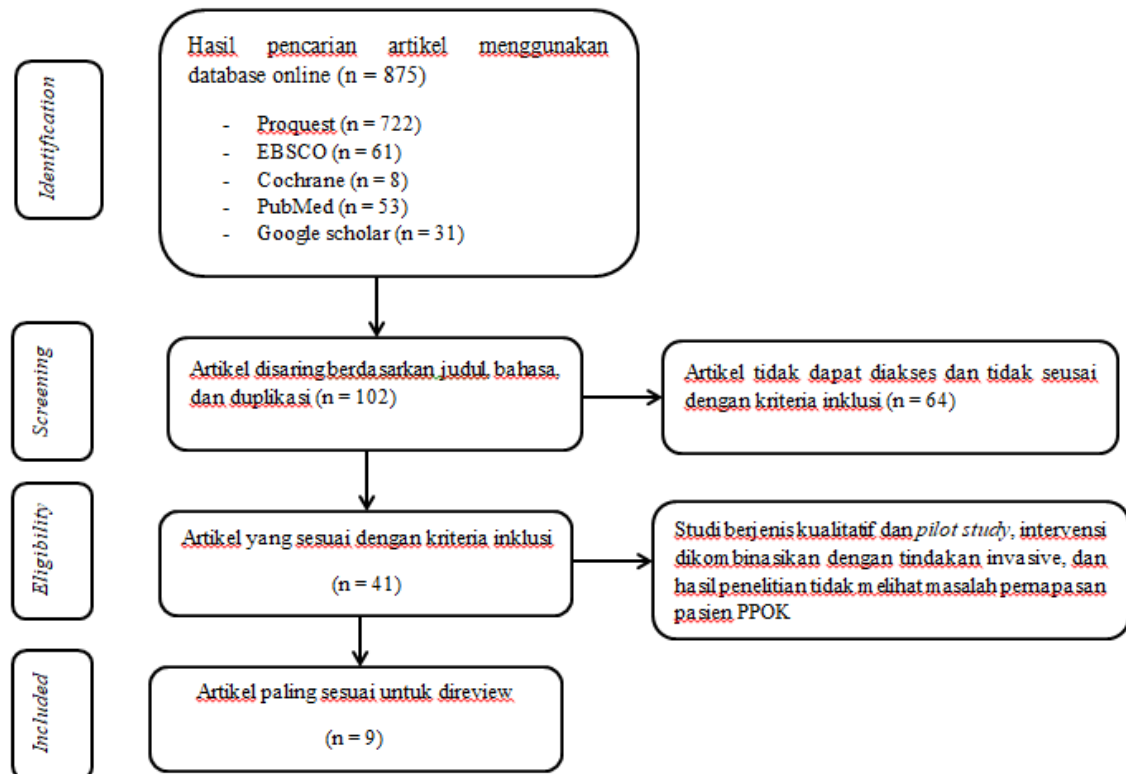 Identification
Hasil pencarian artikel menggunakan
database online (n = 875)
- Proquest (n = 722)
- EBSCO (n = 61)
- Cochrane (n = 8)
- PubMed (n = 53)
- Google scholar (n = 31)
Screening
Artikel disaring berdasarkan judul, bahasa,
dan duplikasi (n = 102)
Artikel tidak dapat diakses dan tidak seusai
dengan kriteria inklusi (n = 64)
Eligibility
Artikel yang sesuai dengan kriteria inklusi
(n = 41)
Studi berjenis kualitatif dan pilot study, intervensi
dikombinasikan dengan tindakan invasive, dan
hasil penelitian tidak melihat masalah pernapasan
pasien PPOK
Included
Artikel paling sesuai untuk direview
(n = 9)